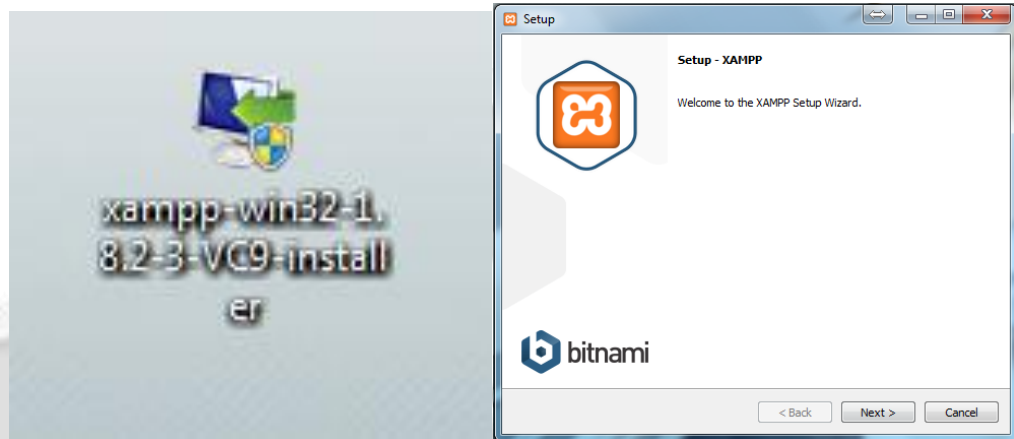 xampp-win32-1.
8.2-3-VC9-install
er
Setup
Setup - XAMPP
Welcome to the XAMPP Setup Wizard.
bitnami
< Back Next > Cancel